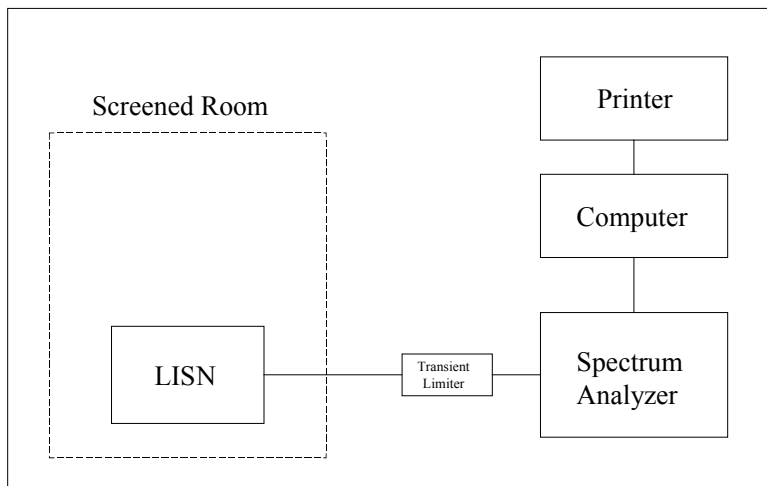 Screened Room
Printer
Computer
LISN
Transient
Limiter
Spectrum
Analyzer